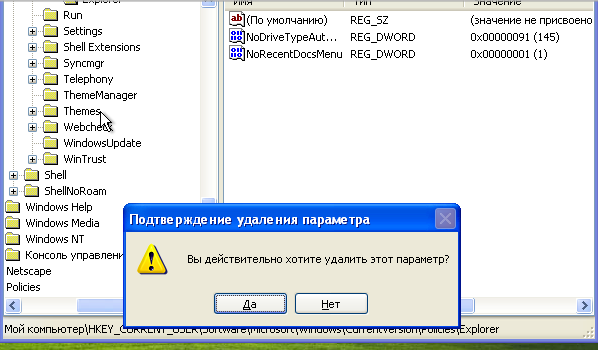 Explorer
Имя Тип Значение
Run
(По умолчанию) REG_SZ (значение не присвоено
Settings
NoDriveTypeAut... REG_DWORD 0x00000091 (145)
Shell Extensions
NoRecentDocsMenu REG_DWORD 0x00000001 (1)
Syncmgr
Telephony
ThemeManager
Themes
Webcheck
WindowsUpdate
WinTrust
Shell
ShellNoRoam
Windows Help
Windows Media
Windows NT
Консоль управлени
Netscape
Policies
Подтверждение удаления параметра
Вы действительно хотите удалить этот параметр?
Да Нет
Мой компьютер\HKEY_CURRENT_USER\Software\Microsoft\Windows\CurrentVersion\Policies\Explorer